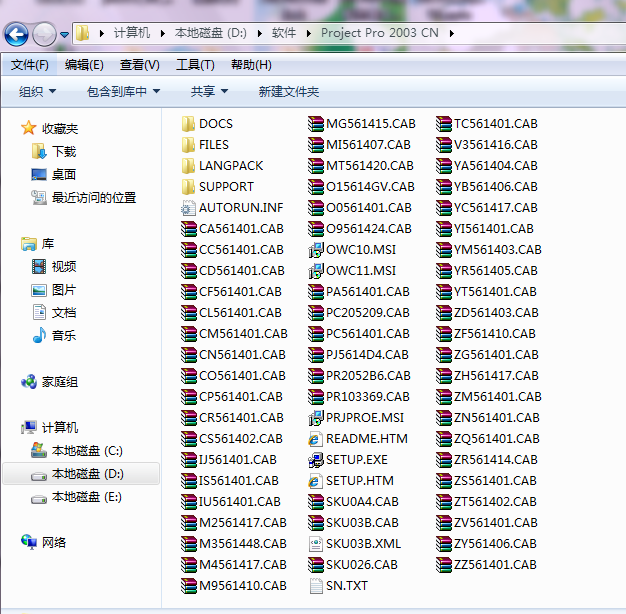 计算机 本地磁盘 (D:) 软件 Project Pro 2003 CN
文件(F) 编辑(E) 查看(V) 工具(T) 帮助(H)
组织 包含到库中 共享 新建文件夹
收藏夹
下载
桌面
最近访问的位置
库
视频
图片
文档
音乐
家庭组
计算机
本地磁盘 (C:)
本地磁盘 (D:)
本地磁盘 (E:)
网络
DOCS
FILES
LANGPACK
SUPPORT
AUTORUN.INF
CA561401.CAB
CC561401.CAB
CD561401.CAB
CF561401.CAB
CL561401.CAB
CM561401.CAB
CN561401.CAB
CO561401.CAB
CP561401.CAB
CR561401.CAB
CS561402.CAB
IJ561401.CAB
IS561401.CAB
IU561401.CAB
M2561417.CAB
M3561448.CAB
M4561417.CAB
M9561410.CAB
MG561415.CAB
MI561407.CAB
MT561420.CAB
O15614GV.CAB
O0561401.CAB
O9561424.CAB
OWC10.MSI
OWC11.MSI
PA561401.CAB
PC205209.CAB
PC561401.CAB
PJ5614D4.CAB
PR2052B6.CAB
PR103369.CAB
PRJPROE.MSI
README.HTM
SETUP.EXE
SETUP.HTM
SKU0A4.CAB
SKU03B.CAB
SKU03B.XML
SKU026.CAB
SN.TXT
TC561401.CAB
V3561416.CAB
YA561404.CAB
YB561406.CAB
YC561417.CAB
YI561401.CAB
YM561403.CAB
YR561405.CAB
YT561401.CAB
ZD561403.CAB
ZF561410.CAB
ZG561401.CAB
ZH561417.CAB
ZM561401.CAB
ZN561401.CAB
ZQ561401.CAB
ZR561414.CAB
ZS561401.CAB
ZT561402.CAB
ZV561401.CAB
ZY561406.CAB
ZZ561401.CAB